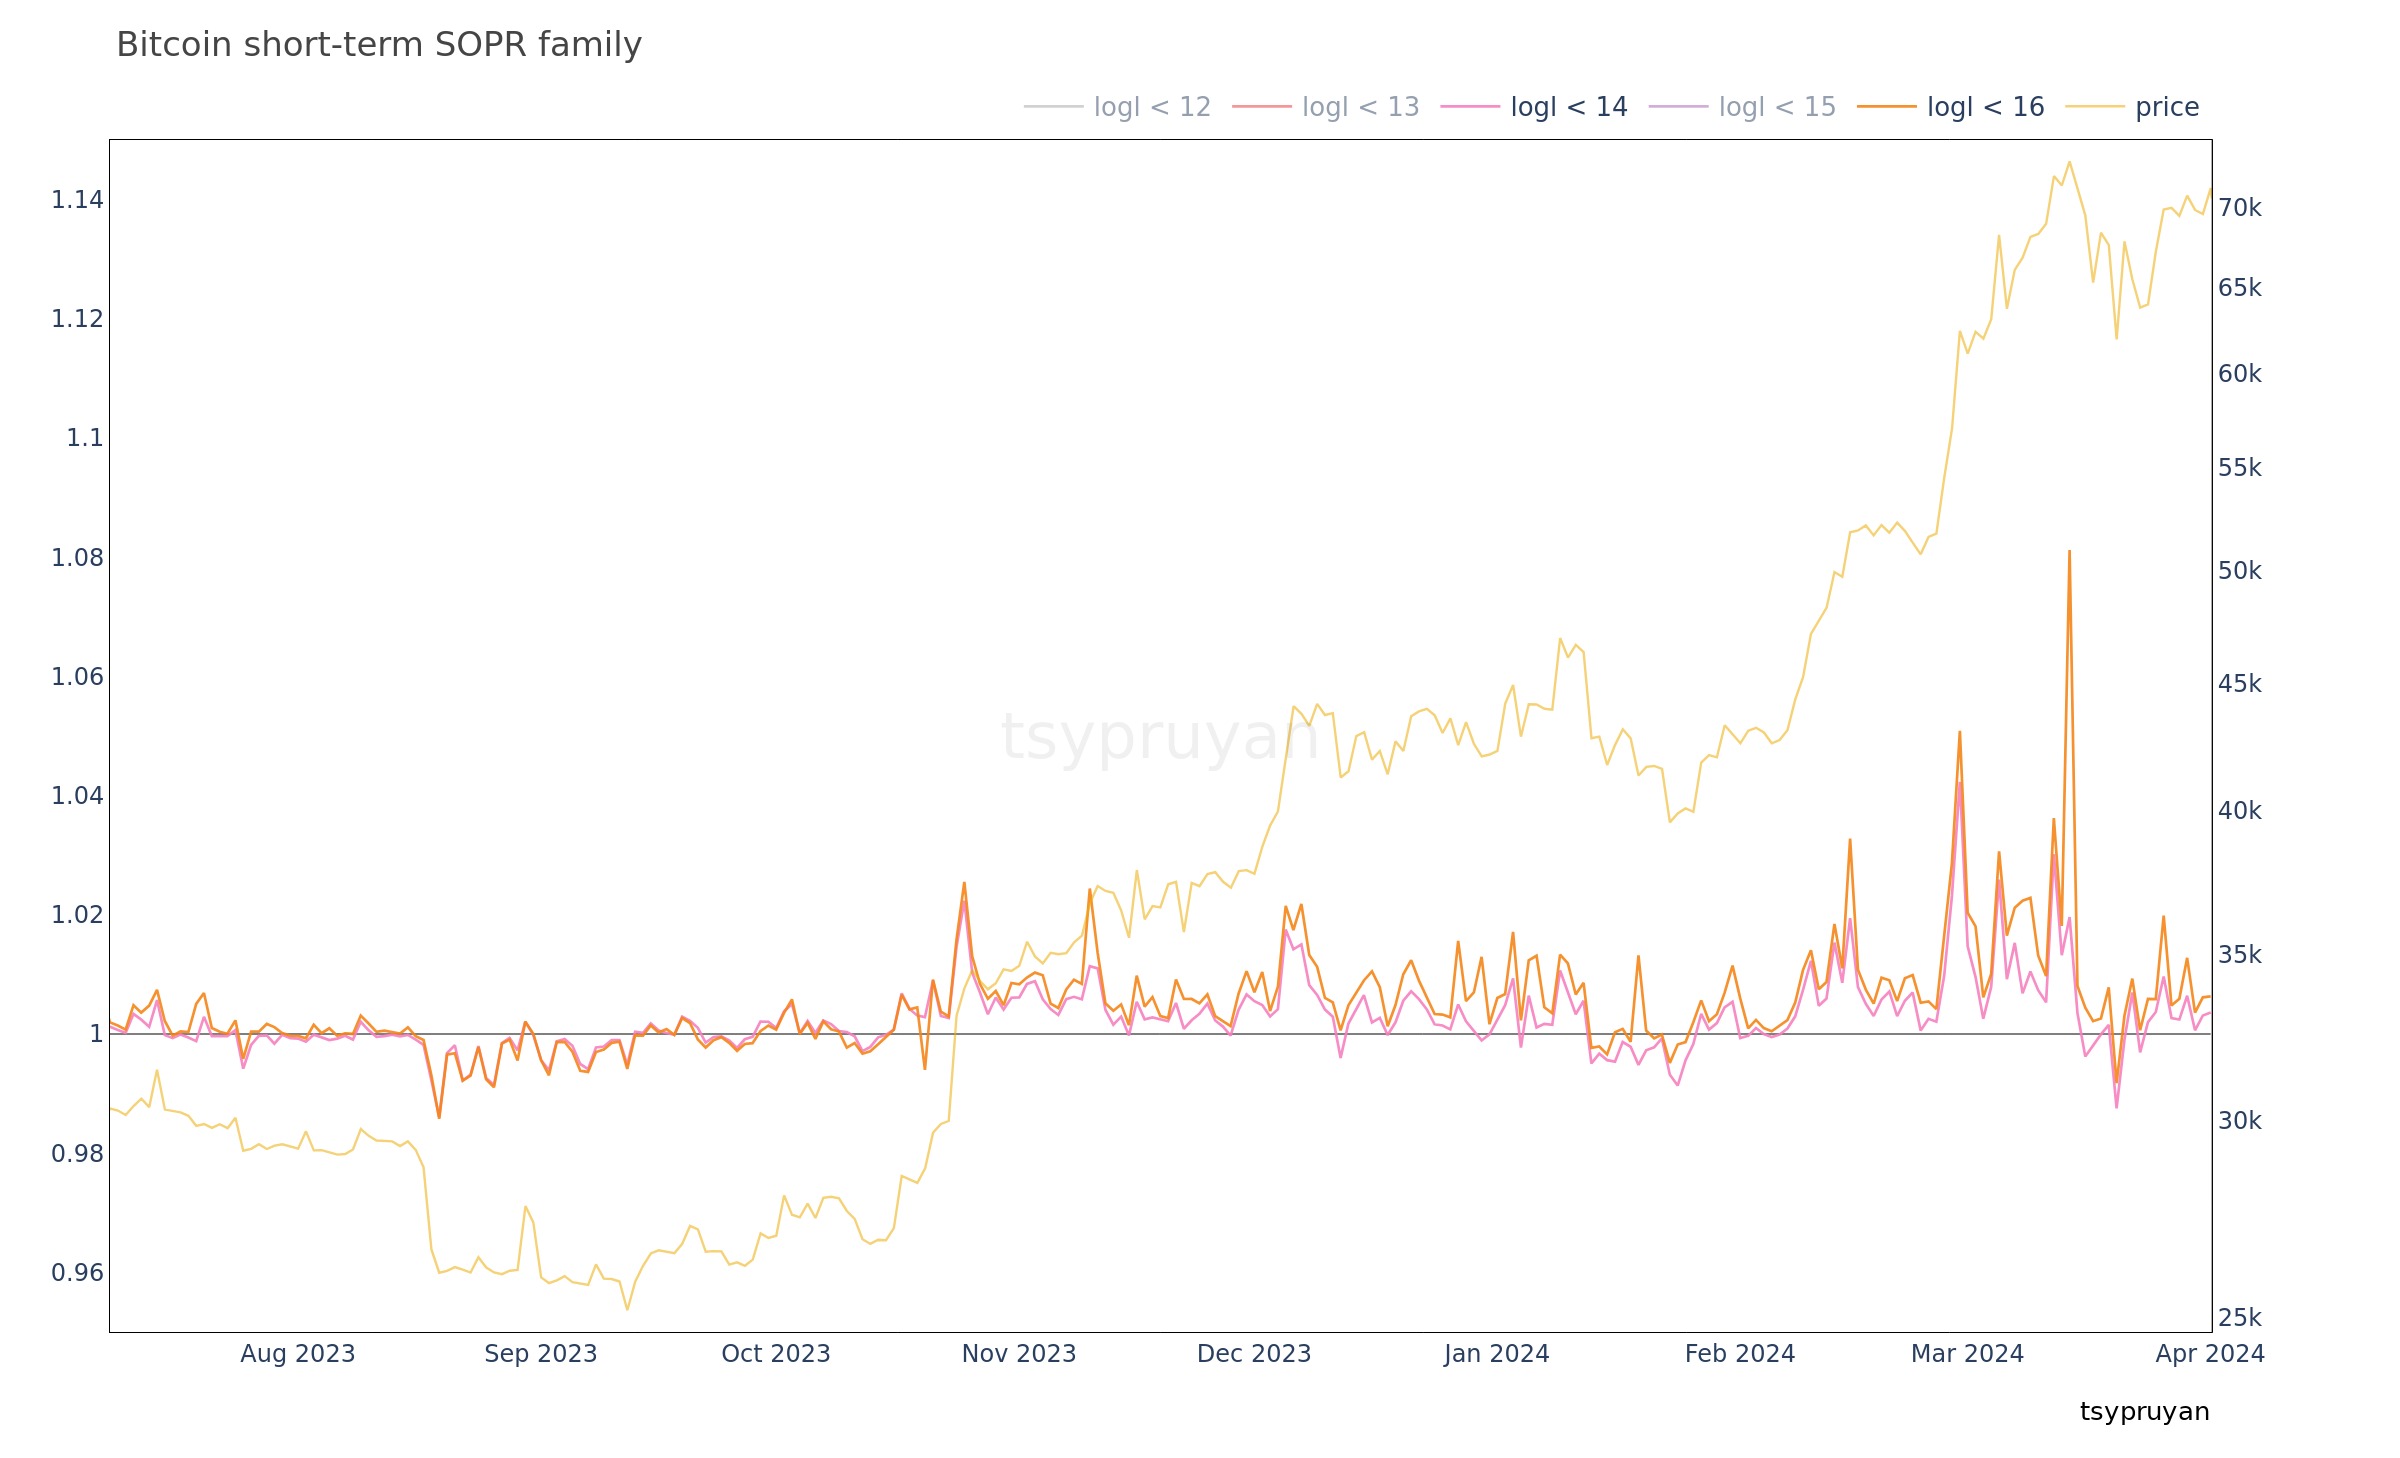 Bitcoin short-term SOPR family
logl < 12 logl < 13 logl < 14 logl < 15 logl < 16 price
1.14
1.12
1.1
1.08
1.06
1.04
1.02
1
0.98
0.96
70k
65k
60k
55k
50k
45k
40k
35k
30k
25k
tsypruyan
Aug 2023 Sep 2023 Oct 2023 Nov 2023 Dec 2023 Jan 2024 Feb 2024 Mar 2024 Apr 2024
tsypruyan